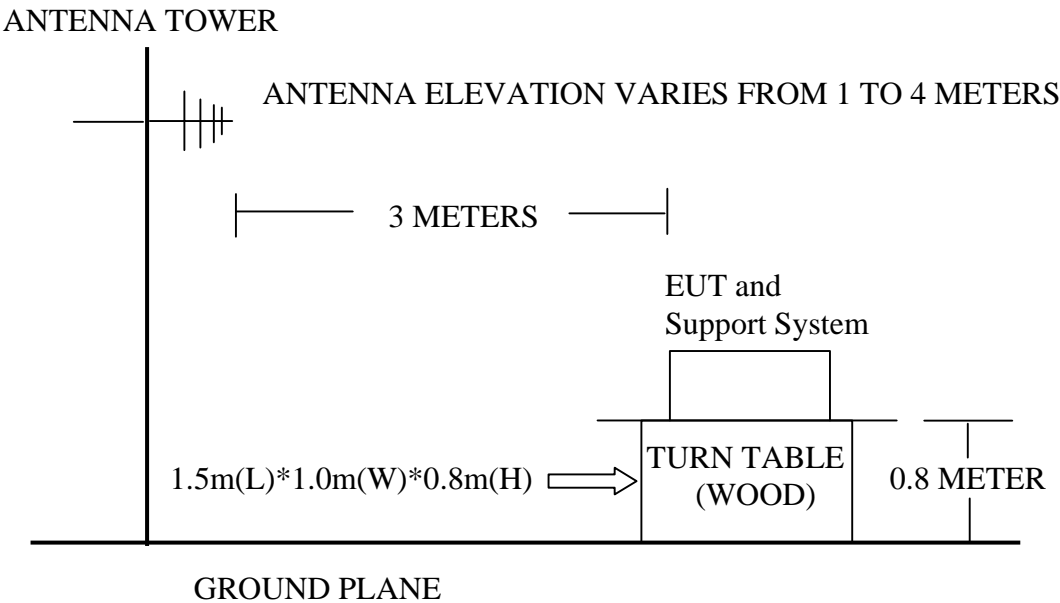 ANTENNA TOWER
ANTENNA ELEVATION VARIES FROM 1 TO 4 METERS
3 METERS
EUT and
Support System
1.5m(L)*1.0m(W)*0.8m(H)
TURN TABLE
(WOOD)
0.8 METER
GROUND PLANE